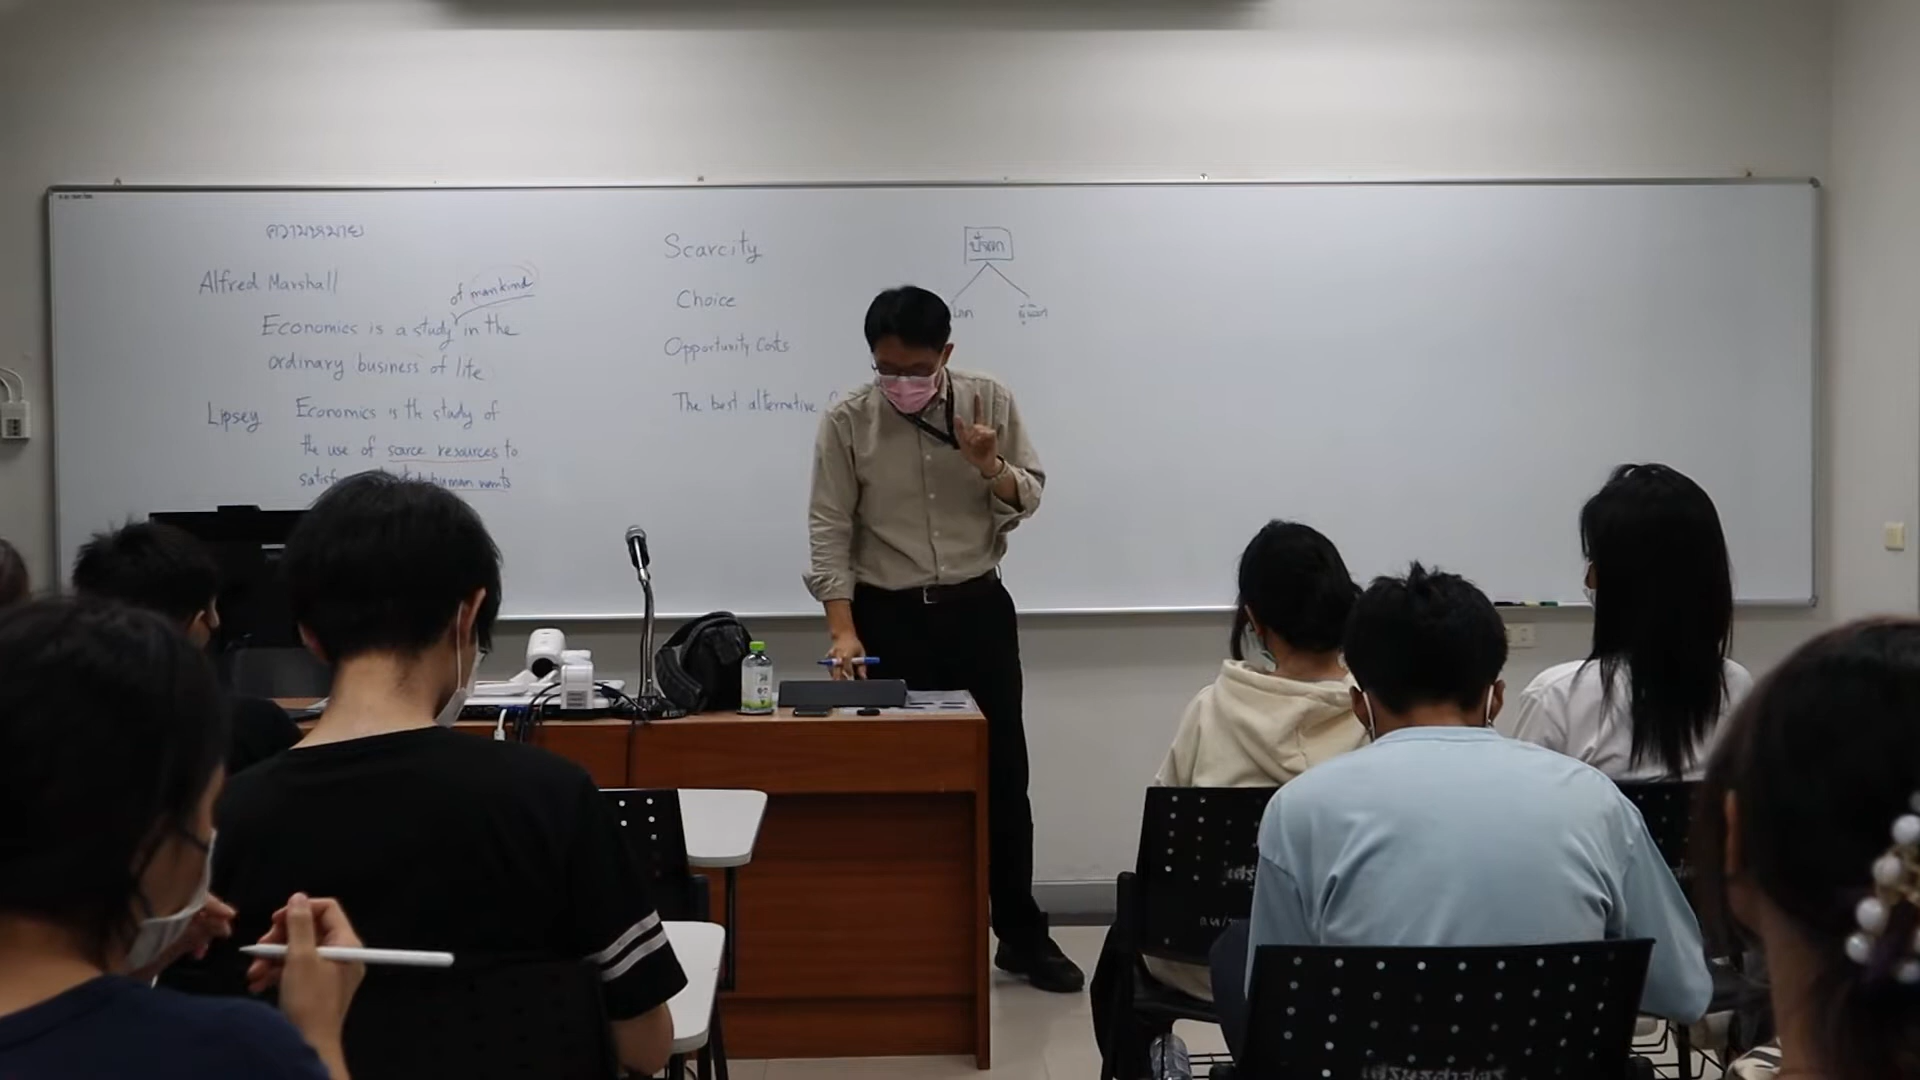 ความหมาย
Alfred Marshall
of mankind
Economics is a study in the
ordinary business of life
Lipsey
Economics is the study of
the use of scarce resources to
human wants
Scarcity
Choice
Opportunity Costs
The best alternative